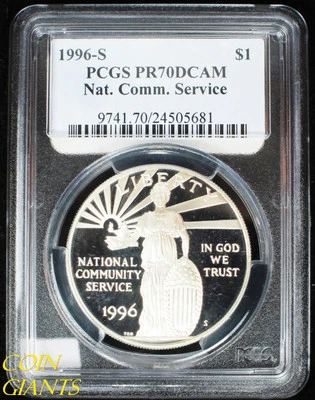 1996-S $1
PCGS PR70DCAM
Nat. Comm. Service
9741.70/24505681
LIBERTY
NATIONAL
COMMUNITY
SERVICE
1996
IN GOD
WE
TRUST
S
PCGS
COIN
GIANTS